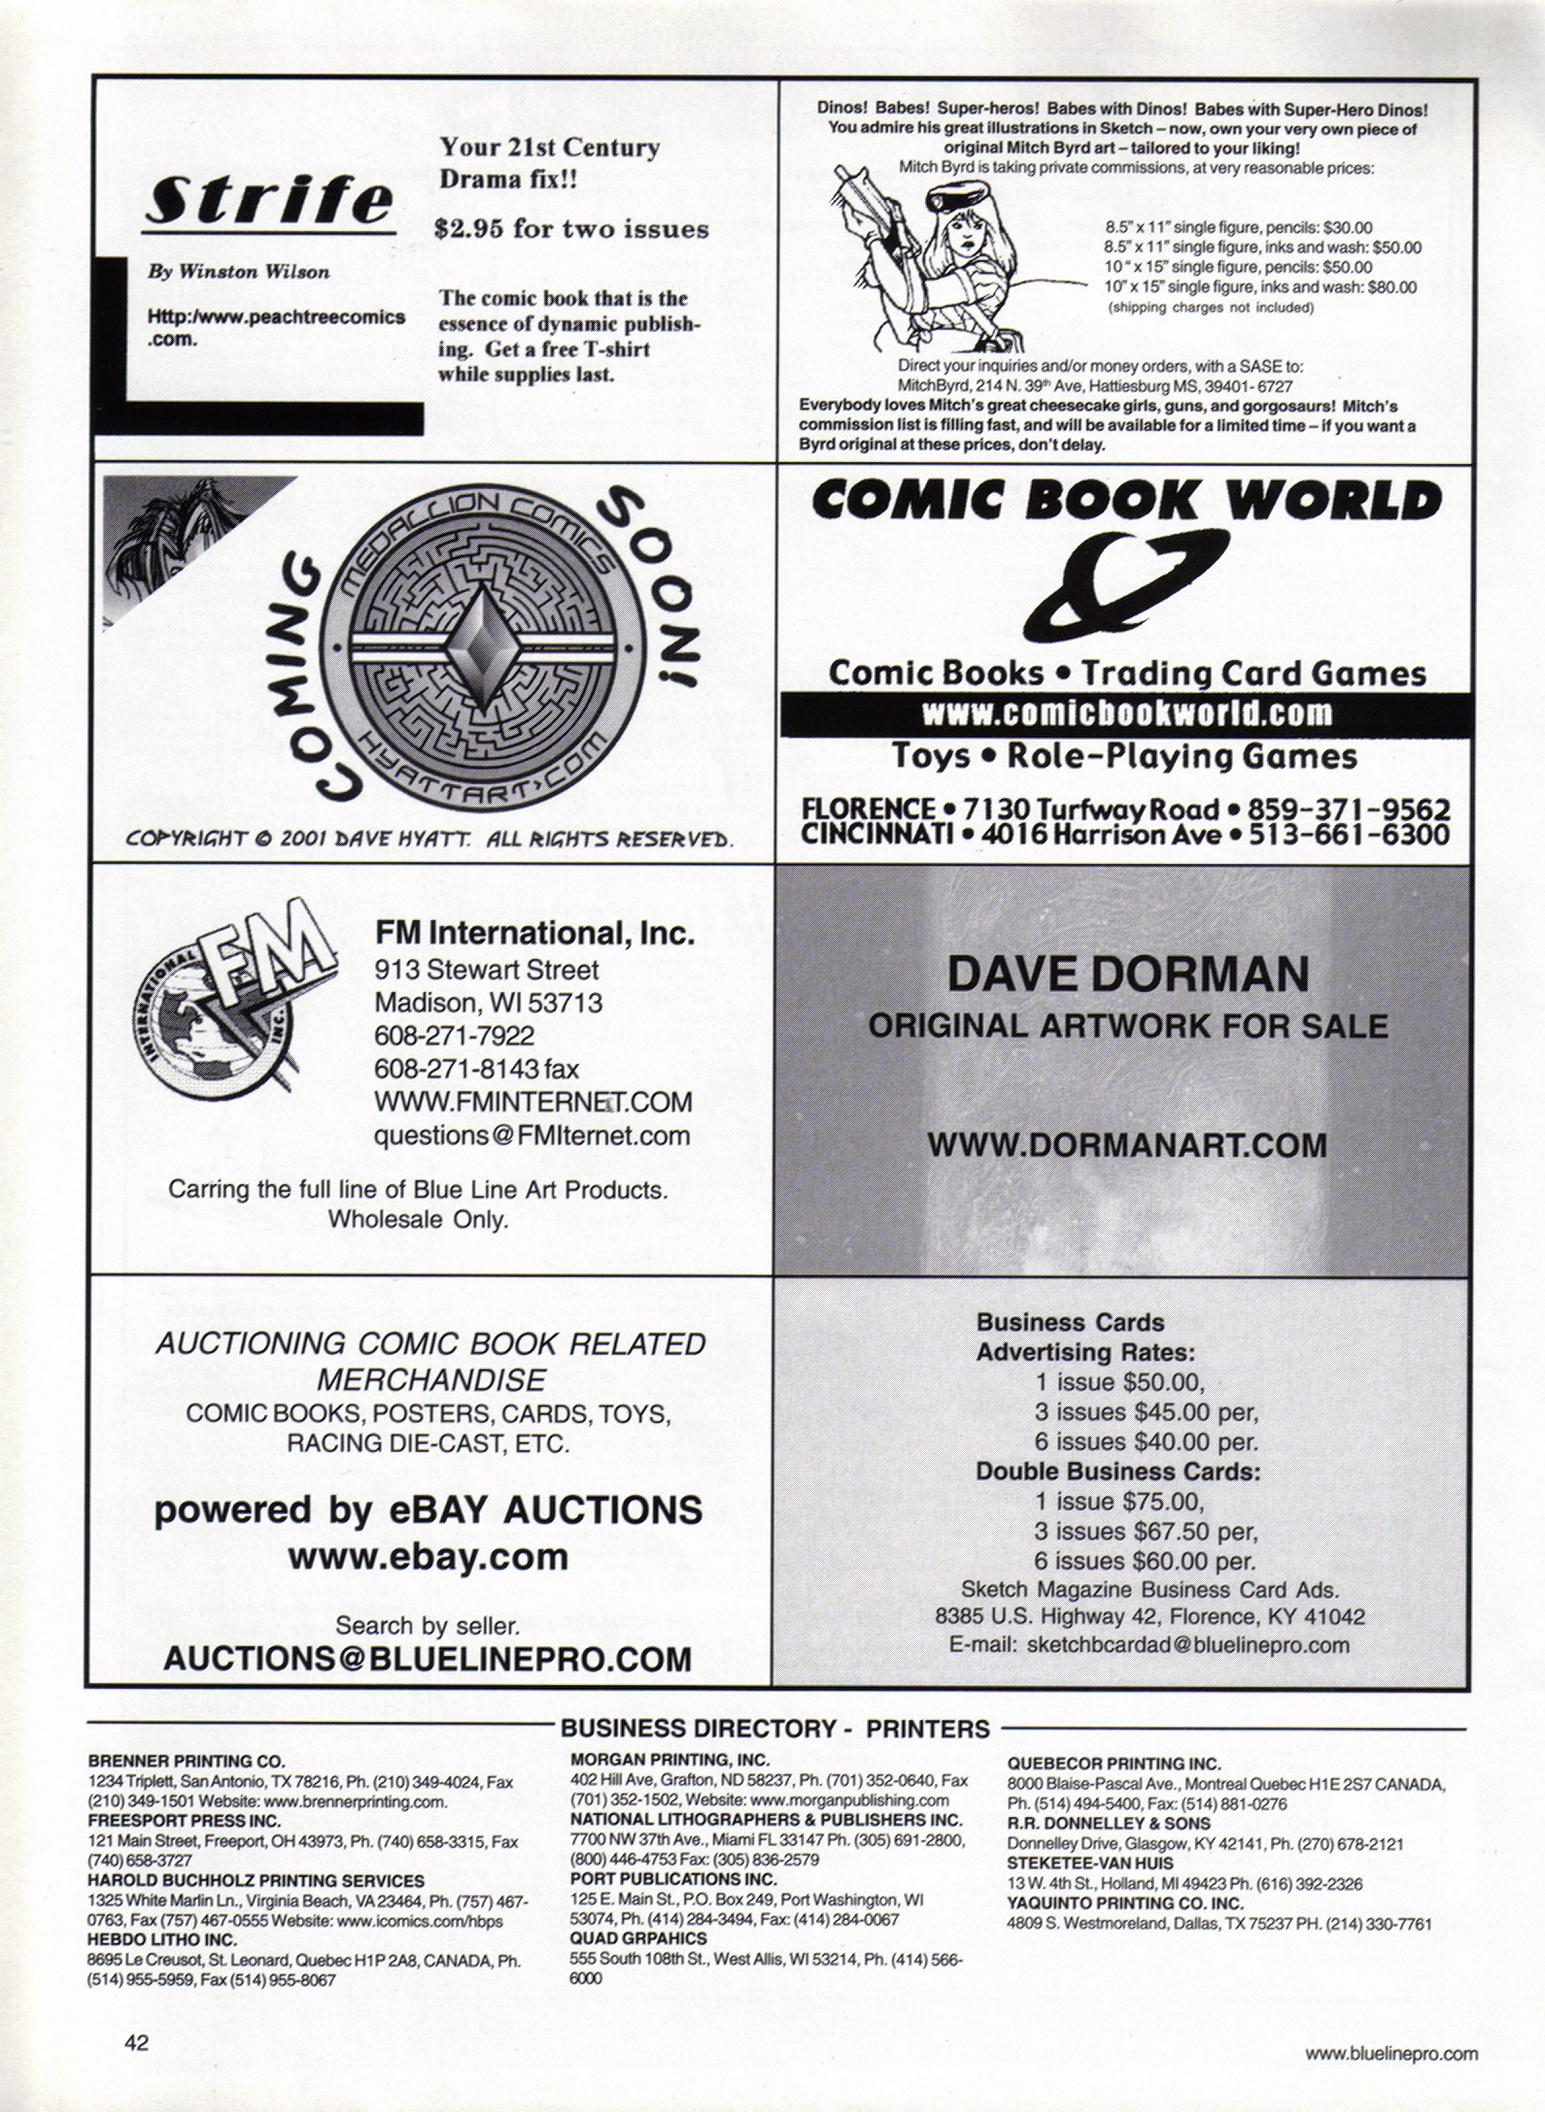 Strife
By Winston Wilson
Http:/www.peachtreecomics
.com.
Your 21st Century
Drama fix!!
$2.95 for two issues
The comic book that is the
essence of dynamic publish-
ing. Get a free T-shirt
while supplies last.
Dinos! Babes! Super-heros! Babes with Dinos! Babes with Super-Hero Dinos!
You admire his great illustrations in Sketch – now, own your very own piece of
original Mitch Byrd art – tailored to your liking!
Mitch Byrd is taking private commissions, at very reasonable prices:
8.5" x 11" single figure, pencils: $30.00
8.5" x 11" single figure, inks and wash: $50.00
10 " x 15" single figure, pencils: $50.00
10" x 15" single figure, inks and wash: $80.00
(shipping charges not included)
Direct your inquiries and/or money orders, with a SASE to:
MitchByrd, 214 N. 39th Ave, Hattiesburg MS, 39401- 6727
Everybody loves Mitch's great cheesecake girls, guns, and gorgosaurs! Mitch's
commission list is filling fast, and will be available for a limited time – if you want a
Byrd original at these prices, don't delay.
COMING SOON!
MEDACCION COMICS
HYATTART>COM
COPYRIGHT © 2001 DAVE HYATT. ALL RIGHTS RESERVED.
COMIC BOOK WORLD
Comic Books • Trading Card Games
www.comicbookworld.com
Toys • Role-Playing Games
FLORENCE • 7130 Turfway Road • 859-371-9562
CINCINNATI • 4016 Harrison Ave • 513-661-6300
FM
INTERNATIONAL INC.
FM International, Inc.
913 Stewart Street
Madison, WI 53713
608-271-7922
608-271-8143 fax
WWW.FMINTERNET.COM
questions@FMIternet.com
Carring the full line of Blue Line Art Products.
Wholesale Only.
DAVE DORMAN
ORIGINAL ARTWORK FOR SALE
WWW.DORMANART.COM
AUCTIONING COMIC BOOK RELATED
MERCHANDISE
COMIC BOOKS, POSTERS, CARDS, TOYS,
RACING DIE-CAST, ETC.
powered by eBAY AUCTIONS
www.ebay.com
Search by seller.
AUCTIONS@BLUELINEPRO.COM
Business Cards
Advertising Rates:
1 issue $50.00,
3 issues $45.00 per,
6 issues $40.00 per.
Double Business Cards:
1 issue $75.00,
3 issues $67.50 per,
6 issues $60.00 per.
Sketch Magazine Business Card Ads.
8385 U.S. Highway 42, Florence, KY 41042
E-mail: sketchbcardad@bluelinepro.com
BUSINESS DIRECTORY - PRINTERS
BRENNER PRINTING CO.
1234 Triplett, San Antonio, TX 78216, Ph. (210) 349-4024, Fax
(210) 349-1501 Website: www.brennerprinting.com.
FREESPORT PRESS INC.
121 Main Street, Freeport, OH 43973, Ph. (740) 658-3315, Fax
(740) 658-3727
HAROLD BUCHHOLZ PRINTING SERVICES
1325 White Marlin Ln., Virginia Beach, VA 23464, Ph. (757) 467-
0763, Fax (757) 467-0555 Website: www.icomics.com/hbps
HEBDO LITHO INC.
8695 Le Creusot, St. Leonard, Quebec H1P 2A8, CANADA, Ph.
(514) 955-5959, Fax (514) 955-8067
MORGAN PRINTING, INC.
402 Hill Ave, Grafton, ND 58237, Ph. (701) 352-0640, Fax
(701) 352-1502, Website: www.morganpublishing.com
NATIONAL LITHOGRAPHERS & PUBLISHERS INC.
7700 NW 37th Ave., Miami FL 33147 Ph. (305) 691-2800,
(800) 446-4753 Fax: (305) 836-2579
PORT PUBLICATIONS INC.
125 E. Main St., P.O. Box 249, Port Washington, WI
53074, Ph. (414) 284-3494, Fax: (414) 284-0067
QUAD GRPAHICS
555 South 108th St., West Allis, WI 53214, Ph. (414) 566-
6000
QUEBECOR PRINTING INC.
8000 Blaise-Pascal Ave., Montreal Quebec H1E 2S7 CANADA,
Ph. (514) 494-5400, Fax: (514) 881-0276
R.R. DONNELLEY & SONS
Donnelley Drive, Glasgow, KY 42141, Ph. (270) 678-2121
STEKETEE-VAN HUIS
13 W. 4th St., Holland, MI 49423 Ph. (616) 392-2326
YAQUINTO PRINTING CO. INC.
4809 S. Westmoreland, Dallas, TX 75237 PH. (214) 330-7761
42
www.bluelinepro.com